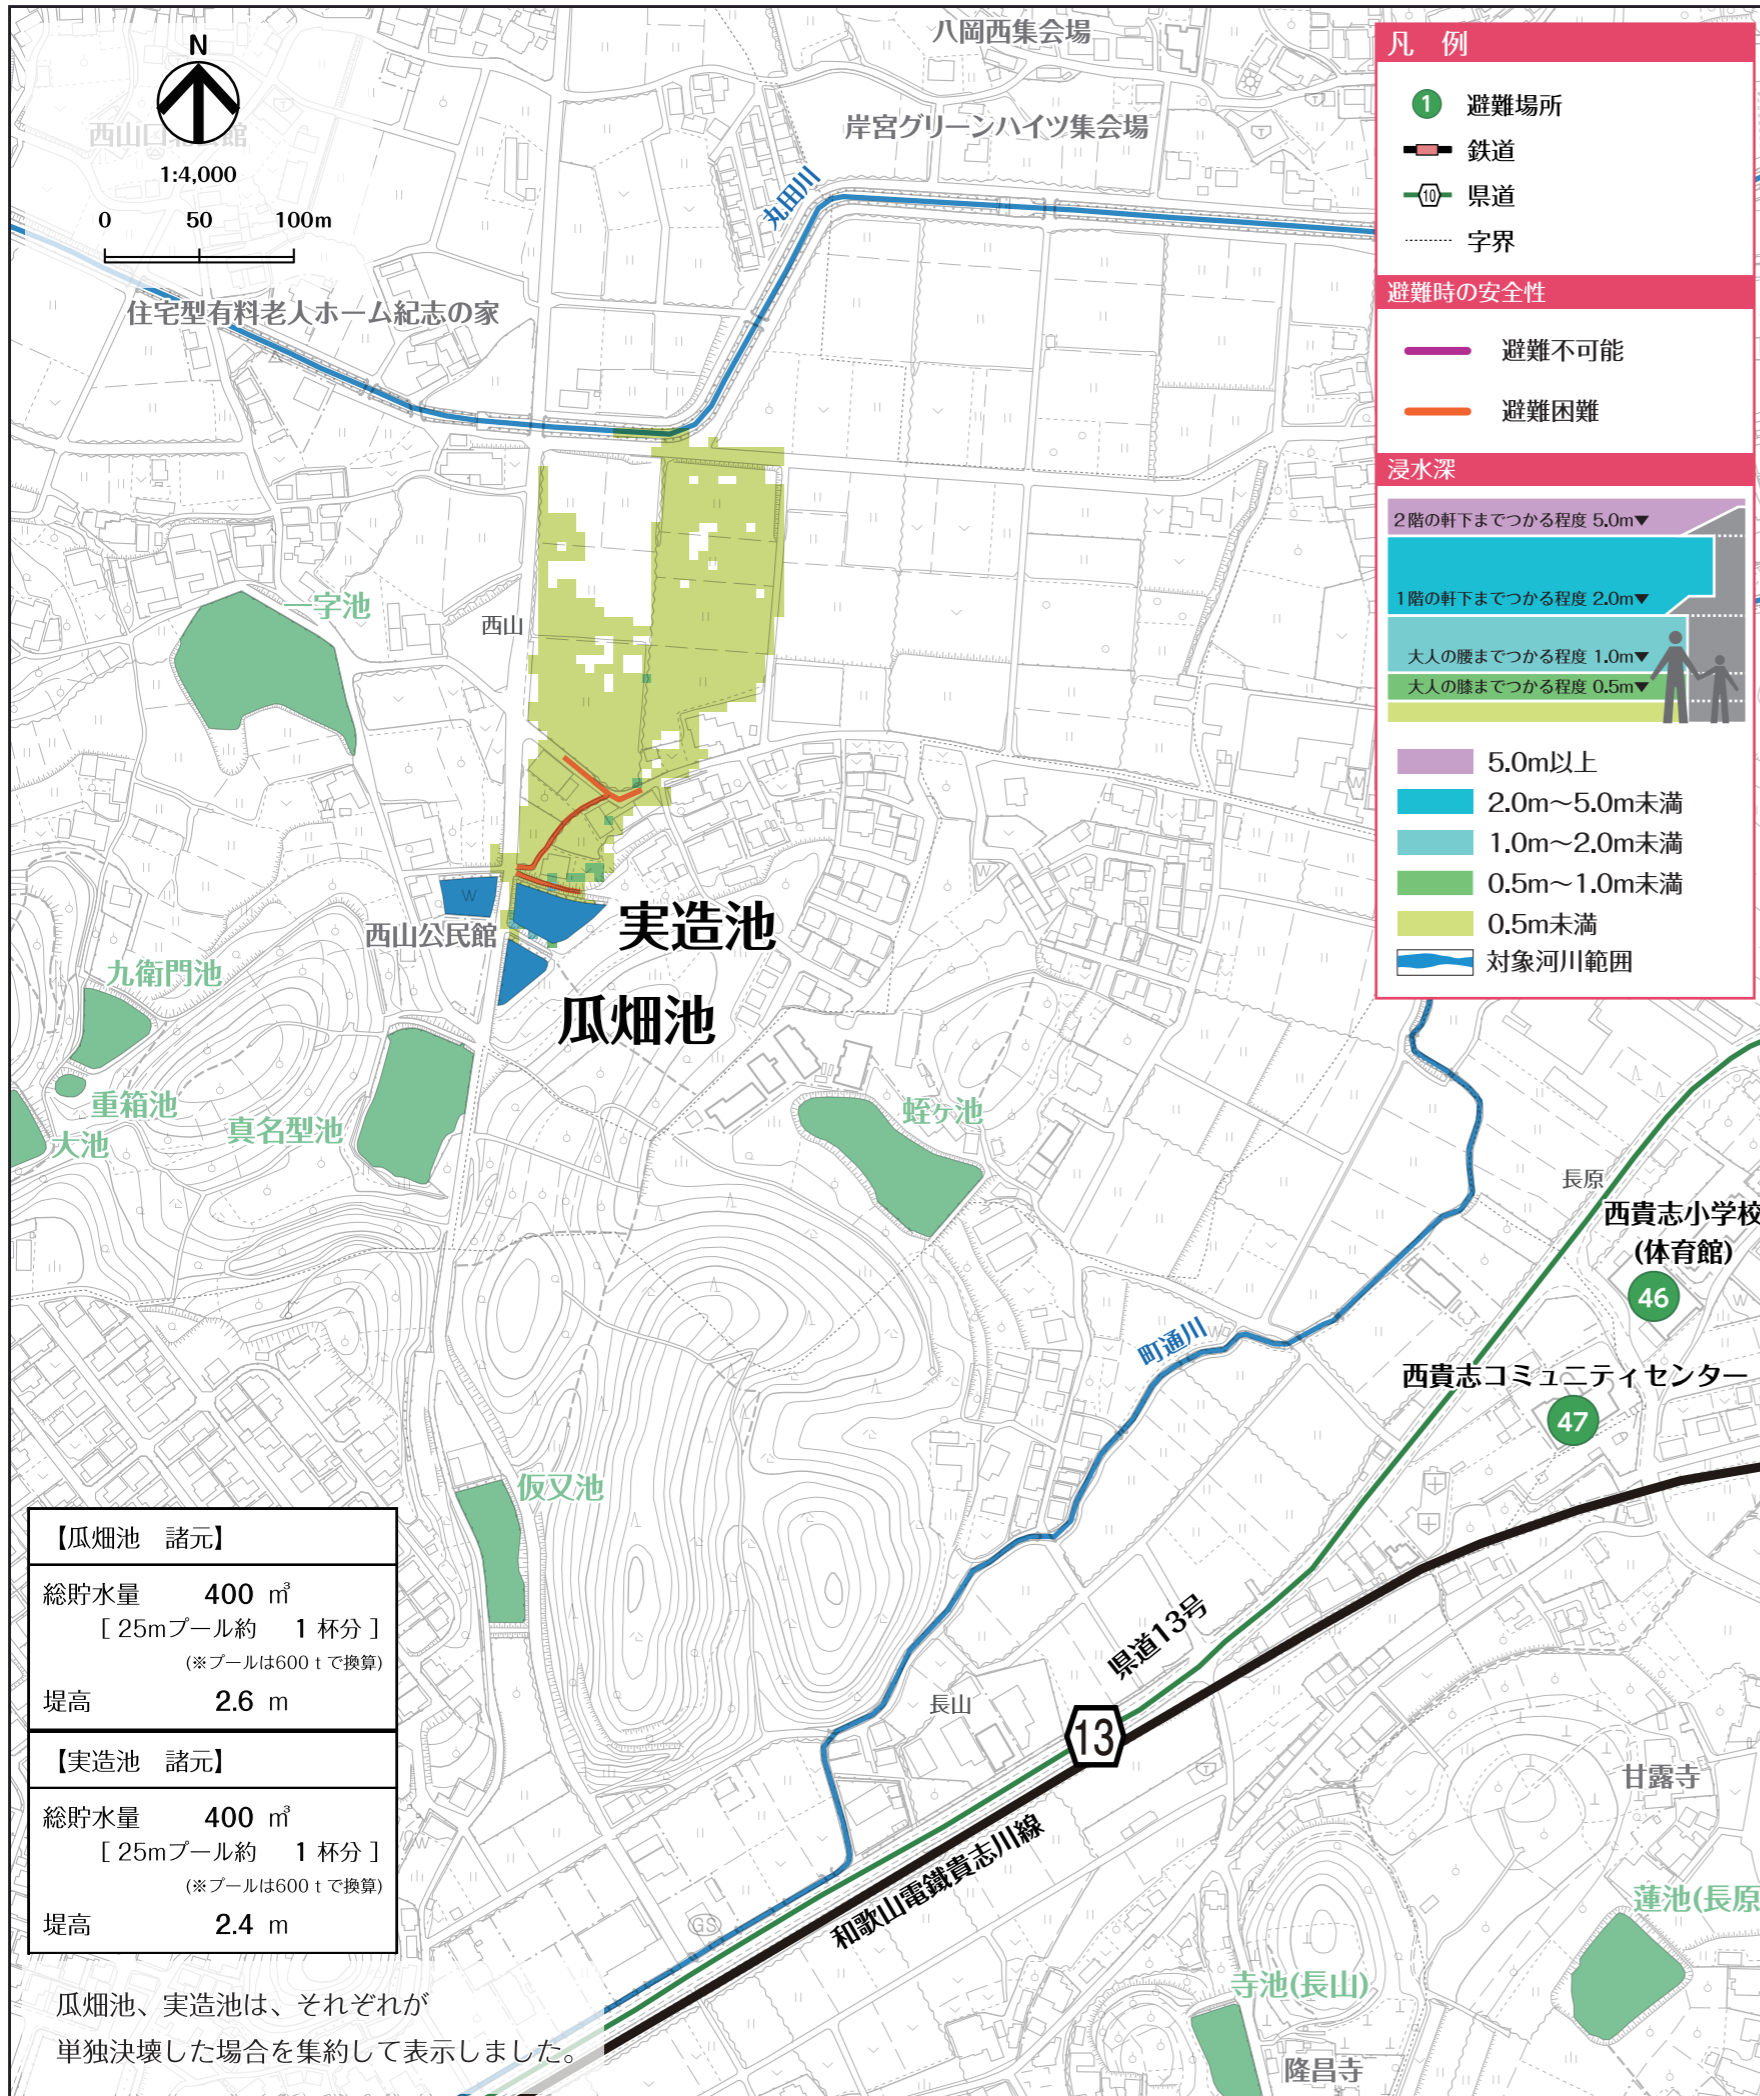 八岡西集会場
N
西山口
館
1:4,000
0 50 100m
岸宮グリーンハイツ集会場
丸田川
住宅型有料老人ホーム紀志の家
凡 例
1 避難場所
鉄道
10 県道
字界
避難時の安全性
避難不可能
避難困難
浸水深
2階の軒下までつかる程度 5.0m▼
1階の軒下までつかる程度 2.0m▼
大人の腰までつかる程度 1.0m▼
大人の膝までつかる程度 0.5m▼
5.0m以上
2.0m〜5.0m未満
1.0m〜2.0m未満
0.5m〜1.0m未満
0.5m未満
対象河川範囲
一字池
西山
W
W
W
実造池
西山公民館
瓜畑池
九衛門池
重箱池
大池
真名型池
蛭ヶ池
長原
西貴志小学校
(体育館)
46
W
町通川
西貴志コミュニティセンター
47
仮又池
【瓜畑池 諸元】
総貯水量 400 ㎥
[ 25mプール約 1 杯分 ]
(※プールは600 t で換算)
堤高 2.6 m
【実造池 諸元】
総貯水量 400 ㎥
[ 25mプール約 1 杯分 ]
(※プールは600 t で換算)
堤高 2.4 m
県道13号
長山
13
甘露寺
和歌山電鐵貴志川線
GS
蓮池(長原
寺池(長山)
隆昌寺
瓜畑池、実造池は、それぞれが
単独決壊した場合を集約して表示しました。